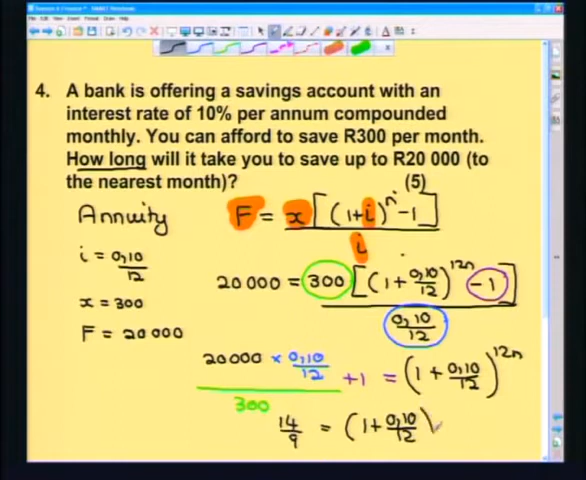 4. A bank is offering a savings account with an
interest rate of 10% per annum compounded
monthly. You can afford to save R300 per month.
How long will it take you to save up to R20 000 (to
the nearest month)? (5)
Annuity F = x[(1+i)^n -1]
i
i = 0,10/12
20 000 = 300[(1 + 0,10/12)^12n -1]
0,10/12
x = 300
F = 20 000
20000 × 0,10/12 +1 = (1 + 0,10/12)^12n
300
14/9 = (1 + 0,10/12)